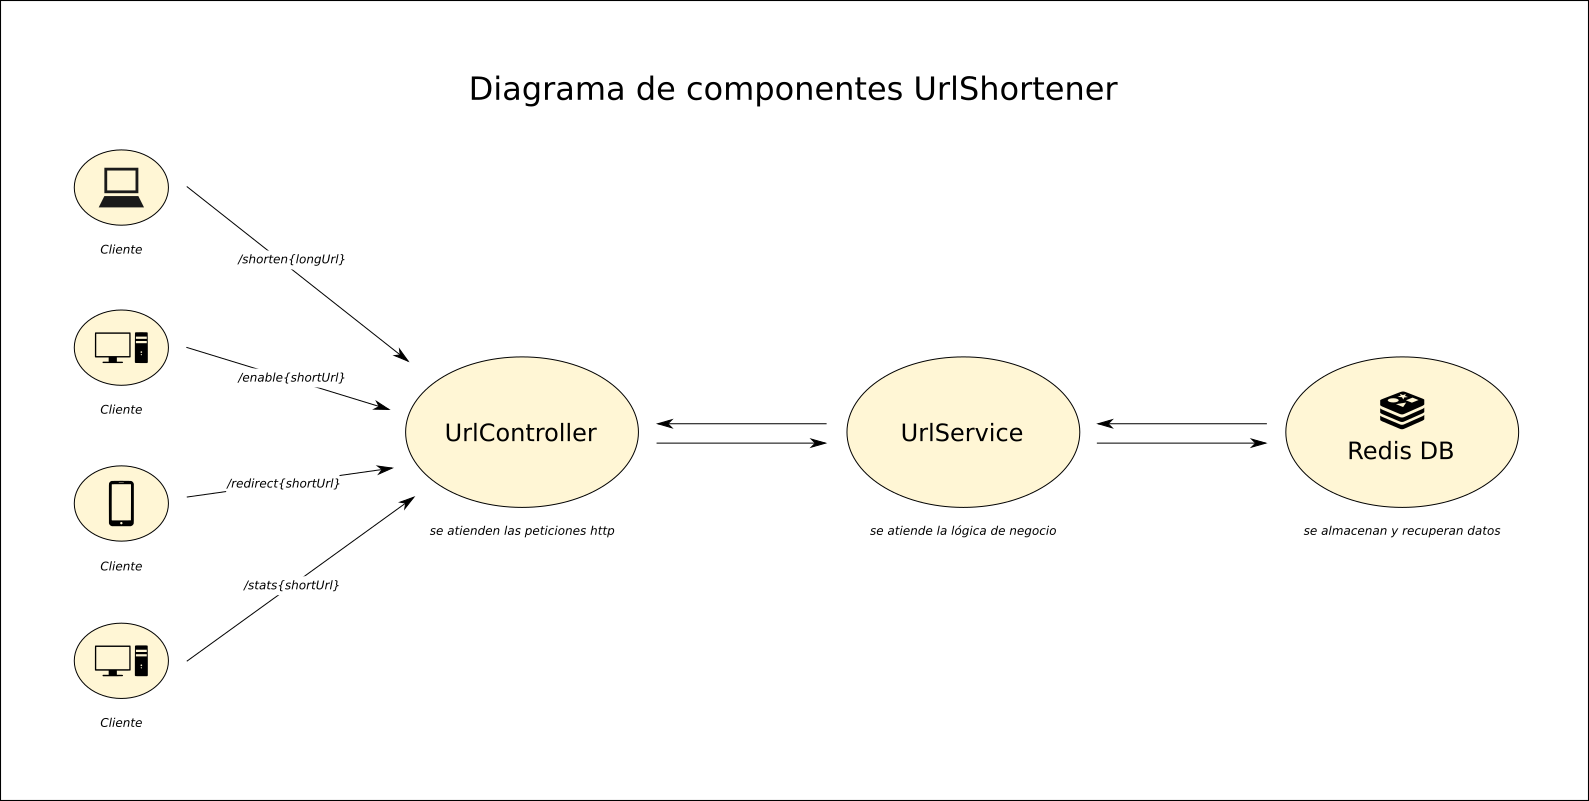 Diagrama de componentes UrlShortener
Cliente
/shorten{longUrl}
Cliente
/enable{shortUrl}
Cliente
/redirect{shortUrl}
Cliente
/stats{shortUrl}
UrlController
se atienden las peticiones http
UrlService
se atiende la lógica de negocio
Redis DB
se almacenan y recuperan datos